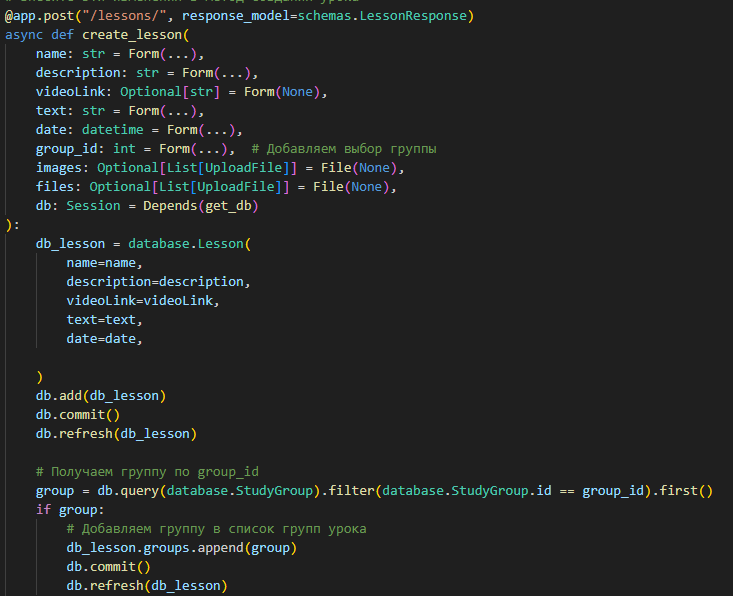 @app.post("/lessons/", response_model=schemas.LessonResponse)
async def create_lesson(
    name: str = Form(...),
    description: str = Form(...),
    videoLink: Optional[str] = Form(None),
    text: str = Form(...),
    date: datetime = Form(...),
    group_id: int = Form(...),  # Добавляем выбор группы
    images: Optional[List[UploadFile]] = File(None),
    files: Optional[List[UploadFile]] = File(None),
    db: Session = Depends(get_db)
):
    db_lesson = database.Lesson(
        name=name,
        description=description,
        videoLink=videoLink,
        text=text,
        date=date,
    )
    db.add(db_lesson)
    db.commit()
    db.refresh(db_lesson)
    # Получаем группу по group_id
    group = db.query(database.StudyGroup).filter(database.StudyGroup.id == group_id).first()
    if group:
        # Добавляем группу в список групп урока
        db_lesson.groups.append(group)
        db.commit()
        db.refresh(db_lesson)